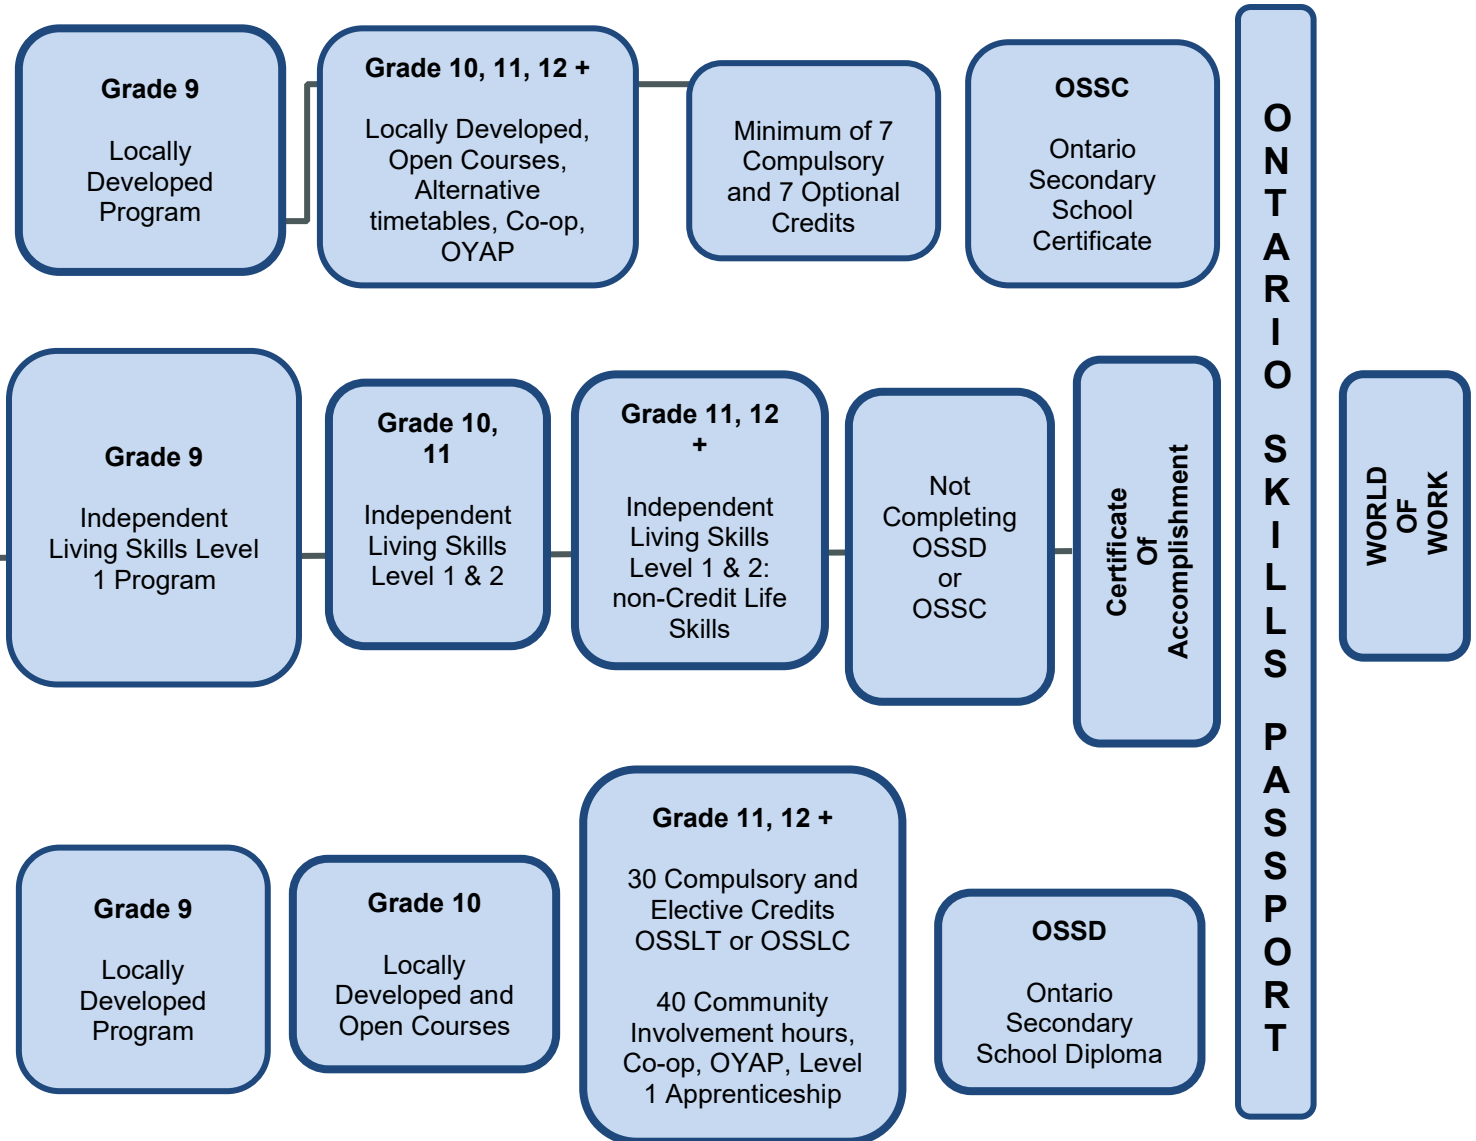 Grade 9
Locally
Developed
Program
Grade 10, 11, 12 +
Locally Developed,
Open Courses,
Alternative
timetables, Co-op,
OYAP
Minimum of 7
Compulsory
and 7 Optional
Credits
OSSC
Ontario
Secondary
School
Certificate
Grade 9
Independent
Living Skills Level
1 Program
Grade 10,
11
Independent
Living Skills
Level 1 & 2
Grade 11, 12
+
Independent
Living Skills
Level 1 & 2:
non-Credit Life
Skills
Not
Completing
OSSD
or
OSSC
Certificate
Of
Accomplishment
Grade 9
Locally
Developed
Program
Grade 10
Locally
Developed and
Open Courses
Grade 11, 12 +
30 Compulsory and
Elective Credits
OSSLT or OSSLC
40 Community
Involvement hours,
Co-op, OYAP, Level
1 Apprenticeship
OSSD
Ontario
Secondary
School Diploma
ONTARIO SKILLS PASSPORT
WORLD
OF
WORK